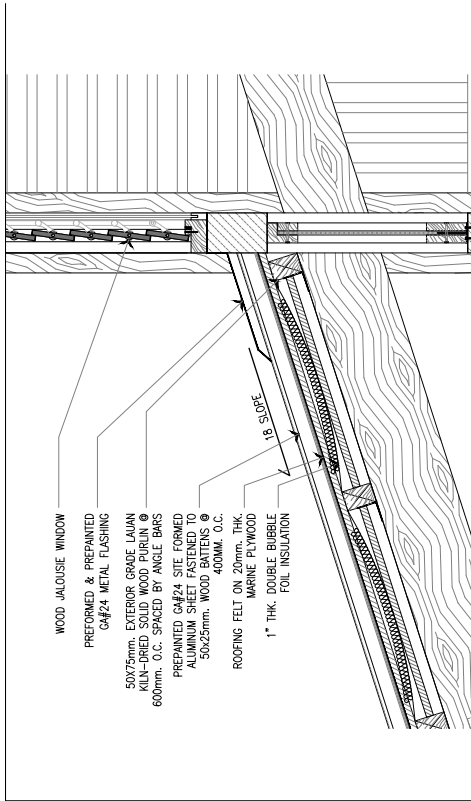 WOOD JALOUSIE WINDOW
PREFORMED & PREPAINTED
GA#24 METAL FLASHING
50X75mm. EXTERIOR GRADE LAUAN
KILN-DRIED SOLID WOOD PURLIN @
600mm. O.C. SPACED BY ANGLE BARS
PREPAINTED GA#24 SITE FORMED
ALUMINUM SHEET FASTENED TO
50x25mm. WOOD BATTENS @
400MM. O.C.
ROOFING FELT ON 20mm. THK.
MARINE PLYWOOD
1" THK. DOUBLE BUBBLE
FOIL INSULATION
18 SLOPE